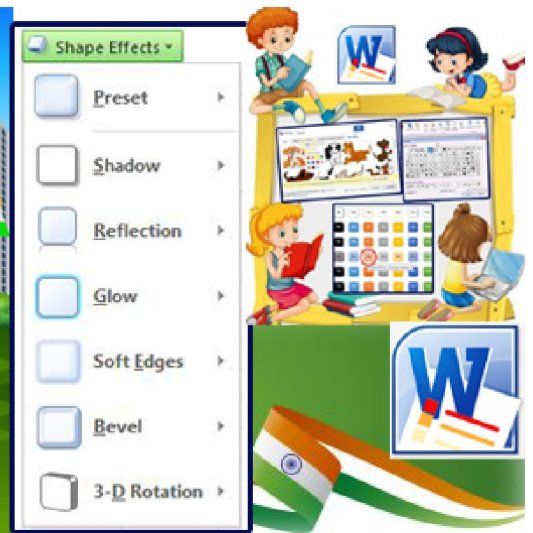 Shape Effects
Preset
Shadow
Reflection
Glow
Soft Edges
Bevel
3-D Rotation
W
W